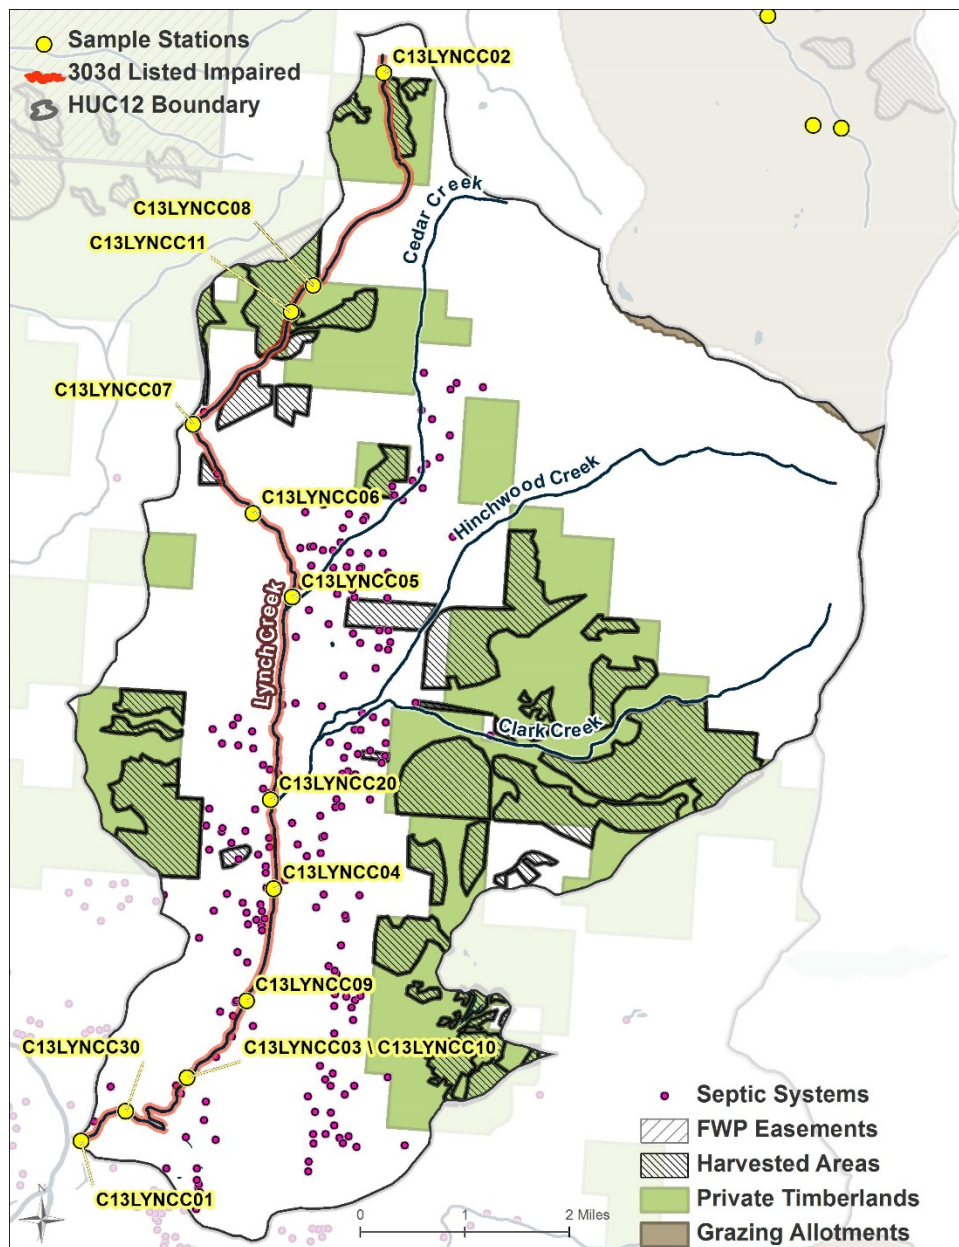 Sample Stations
303d Listed Impaired
HUC12 Boundary
C13LYNCC02
Cedar Creek
C13LYNCC08
C13LYNCC11
C13LYNCC07
Hinchwood Creek
C13LYNCC06
C13LYNCC05
Lynch Creek
Clark Creek
C13LYNCC20
C13LYNCC04
C13LYNCC09
C13LYNCC30
C13LYNCC03 \ C13LYNCC10
C13LYNCC01
Septic Systems
FWP Easements
Harvested Areas
Private Timberlands
Grazing Allotments
N
0 1 2 Miles